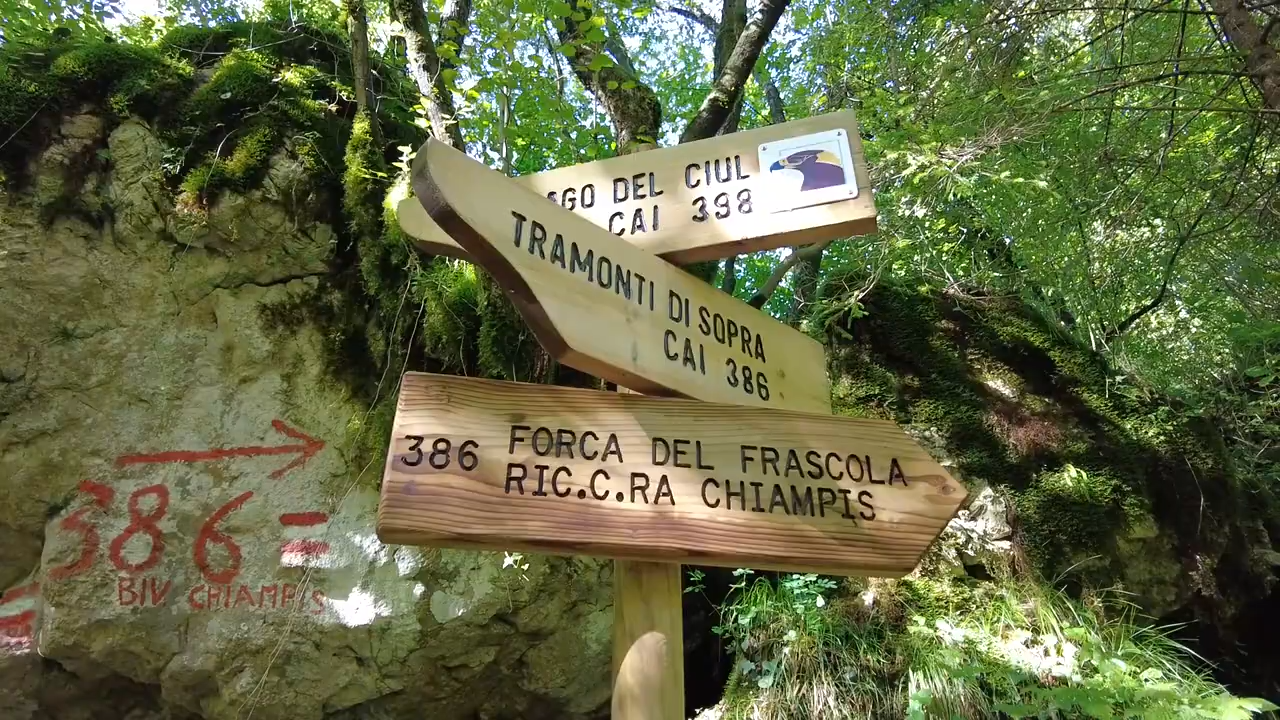 AGO DEL CIUL
CAI 398
TRAMONTI DI SOPRA
CAI 386
386 FORCA DEL FRASCOLA
RIC.C.RA CHIAMPIS
386 =
BIV CHIAMPIS